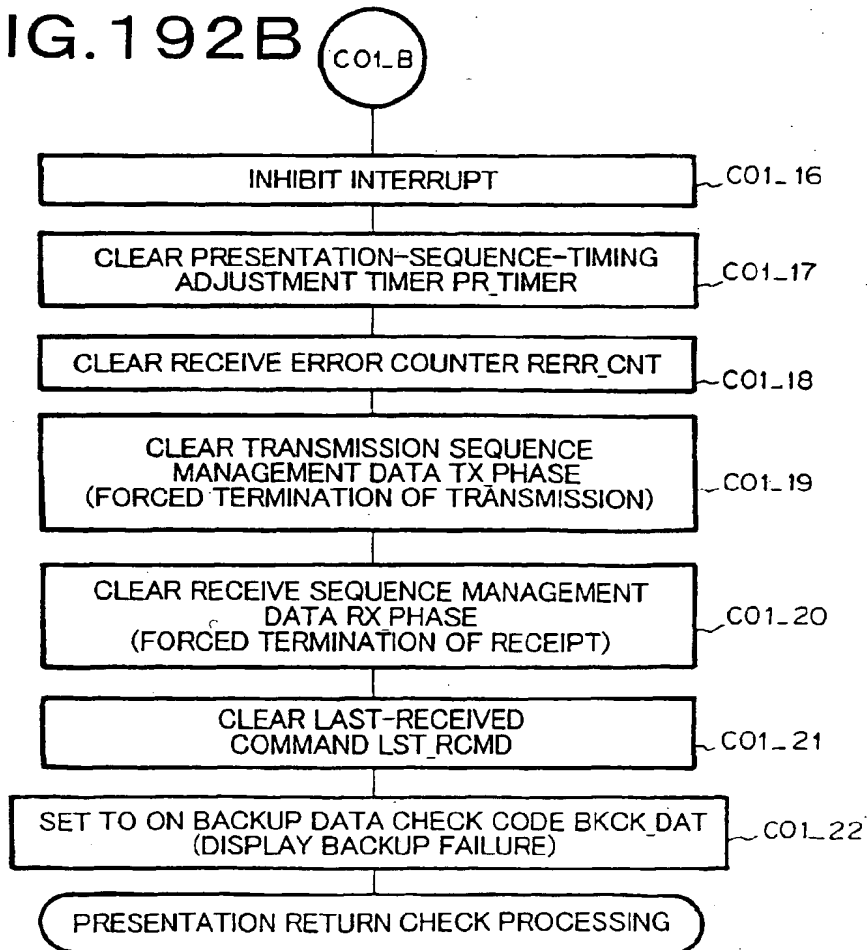 IG.192B
C01_B
INHIBIT INTERRUPT
C01_16
CLEAR PRESENTATION-SEQUENCE-TIMING
ADJUSTMENT TIMER PR_TIMER
C01_17
CLEAR RECEIVE ERROR COUNTER RERR_CNT
C01_18
CLEAR TRANSMISSION SEQUENCE
MANAGEMENT DATA TX_PHASE
(FORCED TERMINATION OF TRANSMISSION)
C01_19
CLEAR RECEIVE SEQUENCE MANAGEMENT
DATA RX_PHASE
(FORCED TERMINATION OF RECEIPT)
C01_20
CLEAR LAST-RECEIVED
COMMAND LST_RCMD
C01_21
SET TO ON BACKUP DATA CHECK CODE BKCK_DAT
(DISPLAY BACKUP FAILURE)
C01_22
PRESENTATION RETURN CHECK PROCESSING